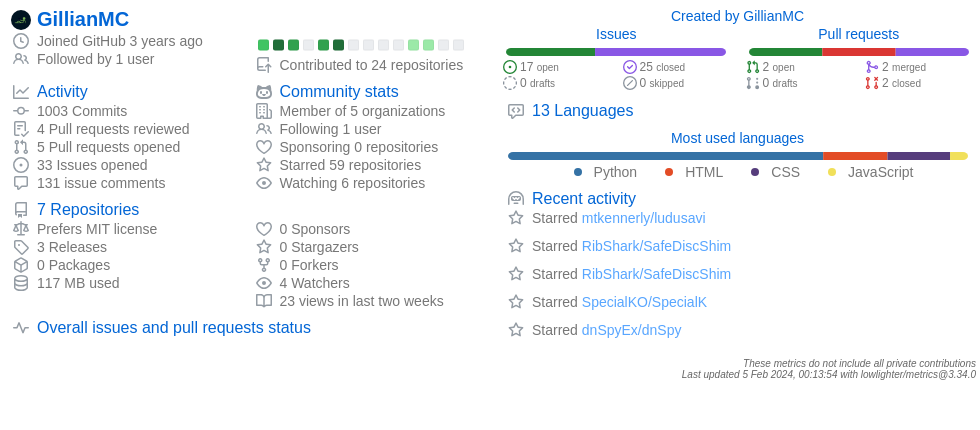 GillianMC
Joined GitHub 3 years ago
Followed by 1 user
Contributed to 24 repositories
Activity
1003 Commits
4 Pull requests reviewed
5 Pull requests opened
33 Issues opened
131 issue comments
Community stats
Member of 5 organizations
Following 1 user
Sponsoring 0 repositories
Starred 59 repositories
Watching 6 repositories
7 Repositories
Prefers MIT license
3 Releases
0 Packages
117 MB used
0 Sponsors
0 Stargazers
0 Forkers
4 Watchers
23 views in last two weeks
Overall issues and pull requests status
Created by GillianMC
Issues
17 open
25 closed
0 drafts
0 skipped
Pull requests
2 open
2 merged
0 drafts
2 closed
13 Languages
Most used languages
Python HTML CSS JavaScript
Recent activity
Starred mtkennerly/ludusavi
Starred RibShark/SafeDiscShim
Starred RibShark/SafeDiscShim
Starred SpecialKO/SpecialK
Starred dnSpyEx/dnSpy
These metrics do not include all private contributions
Last updated 5 Feb 2024, 00:13:54 with lowlighter/metrics@3.34.0